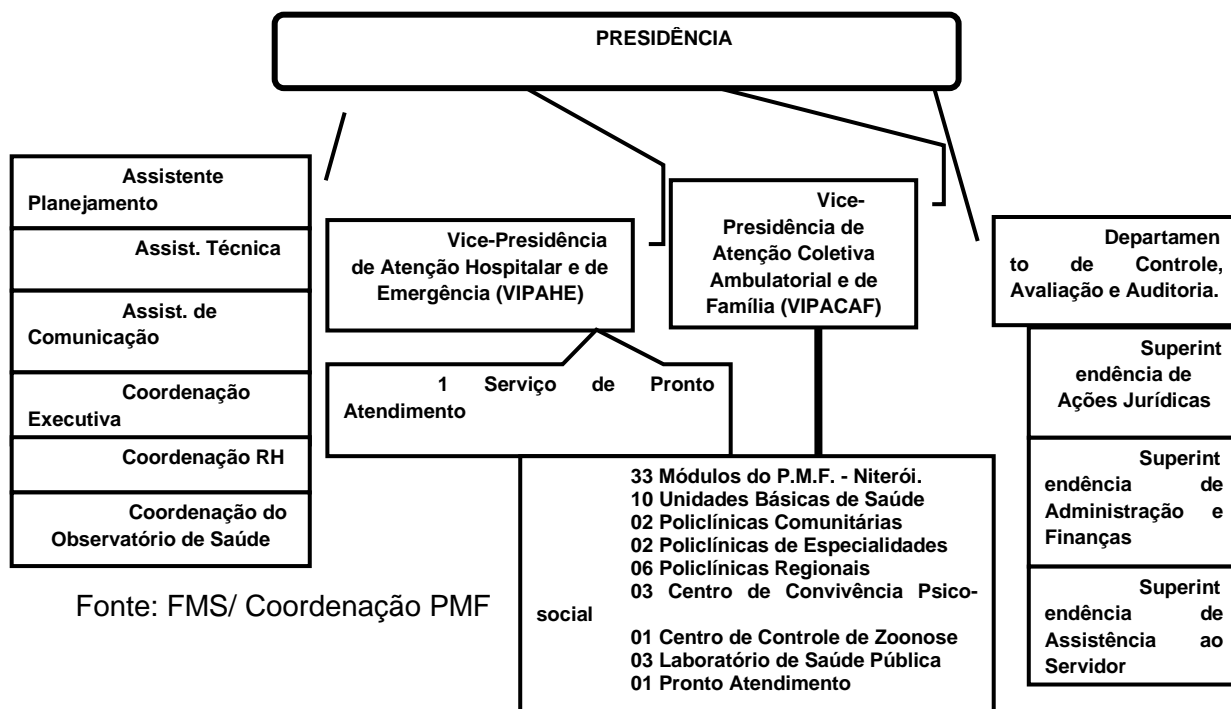 PRESIDÊNCIA
Assistente
Planejamento
Assist. Técnica
Assist. de
Comunicação
Coordenação
Executiva
Coordenação RH
Coordenação do
Observatório de Saúde
Vice-Presidência
de Atenção Hospitalar e de
Emergência (VIPAHE)
1 Serviço de Pronto
Atendimento
Vice-
Presidência de
Atenção Coletiva
Ambulatorial e de
Família (VIPACAF)
33 Módulos do P.M.F. - Niterói.
10 Unidades Básicas de Saúde
02 Policlínicas Comunitárias
02 Policlínicas de Especialidades
06 Policlínicas Regionais
03 Centro de Convivência Psico-
social
01 Centro de Controle de Zoonose
03 Laboratório de Saúde Pública
01 Pronto Atendimento
Departamen
to de Controle,
Avaliação e Auditoria.
Superint
endência de
Ações Jurídicas
Superint
endência de
Administração e
Finanças
Superint
endência de
Assistência ao
Servidor
Fonte: FMS/ Coordenação PMF